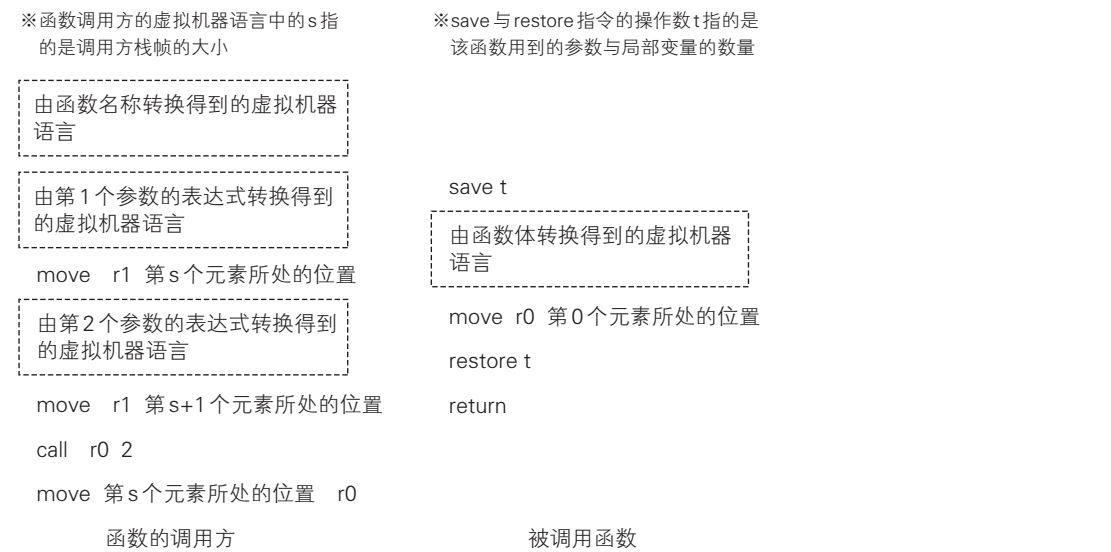 ※函数调用方的虚拟机器语言中的s指
的是调用方栈帧的大小
由函数名称转换得到的虚拟机器
语言
由第1个参数的表达式转换得到
的虚拟机器语言
move r1 第s个元素所处的位置
由第2个参数的表达式转换得到
的虚拟机器语言
move r1 第s+1个元素所处的位置
call r0 2
move 第s个元素所处的位置 r0
函数的调用方
※save与restore指令的操作数t指的是
该函数用到的参数与局部变量的数量
save t
由函数体转换得到的虚拟机器
语言
move r0 第0个元素所处的位置
restore t
return
被调用函数